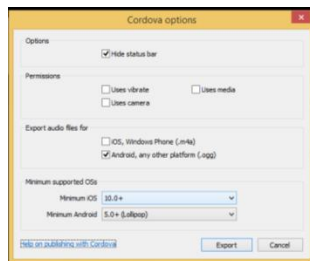 Cordova options
Options
Hide status bar
Permissions
Uses vibrate Uses media
Uses camera
Export audio files for
iOS, Windows Phone (.m4a)
Android, any other platform (.ogg)
Minimum supported OSs
Minimum iOS 10.0+
Minimum Android 5.0+ (Lollipop)
Help on publishing with Cordova Export Cancel